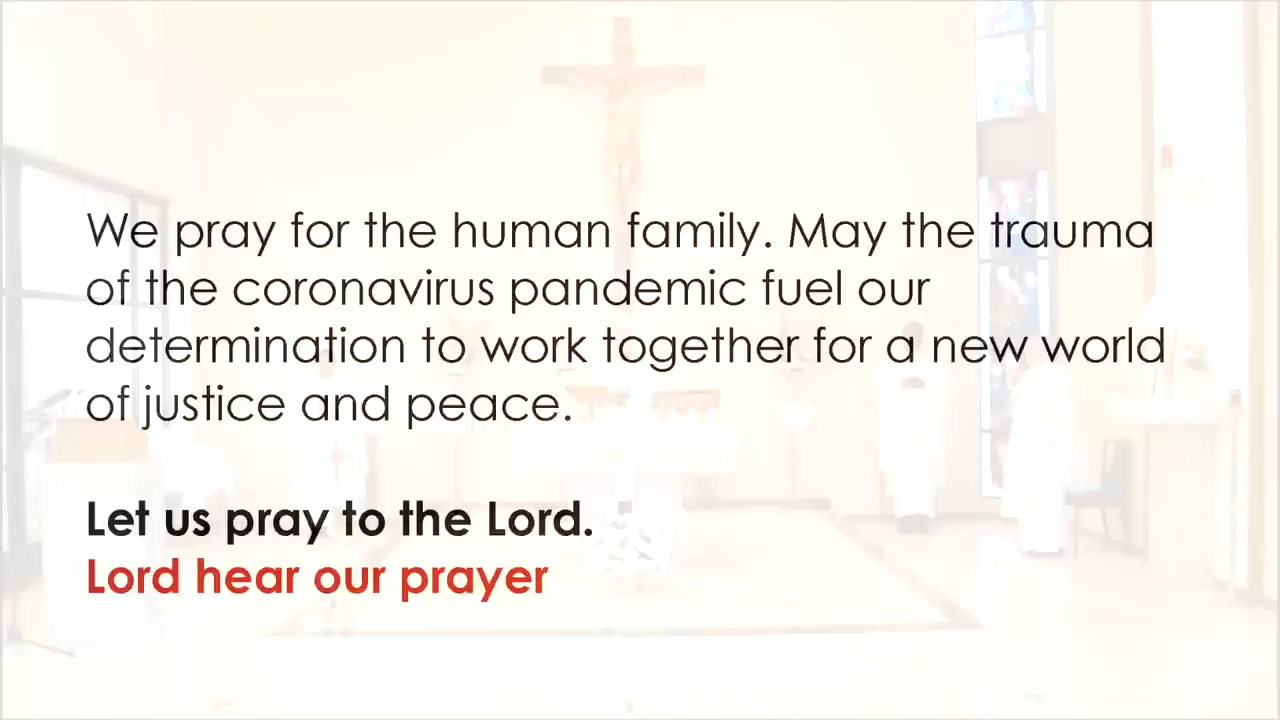 We pray for the human family. May the trauma
of the coronavirus pandemic fuel our
determination to work together for a new world
of justice and peace.
Let us pray to the Lord.
Lord hear our prayer